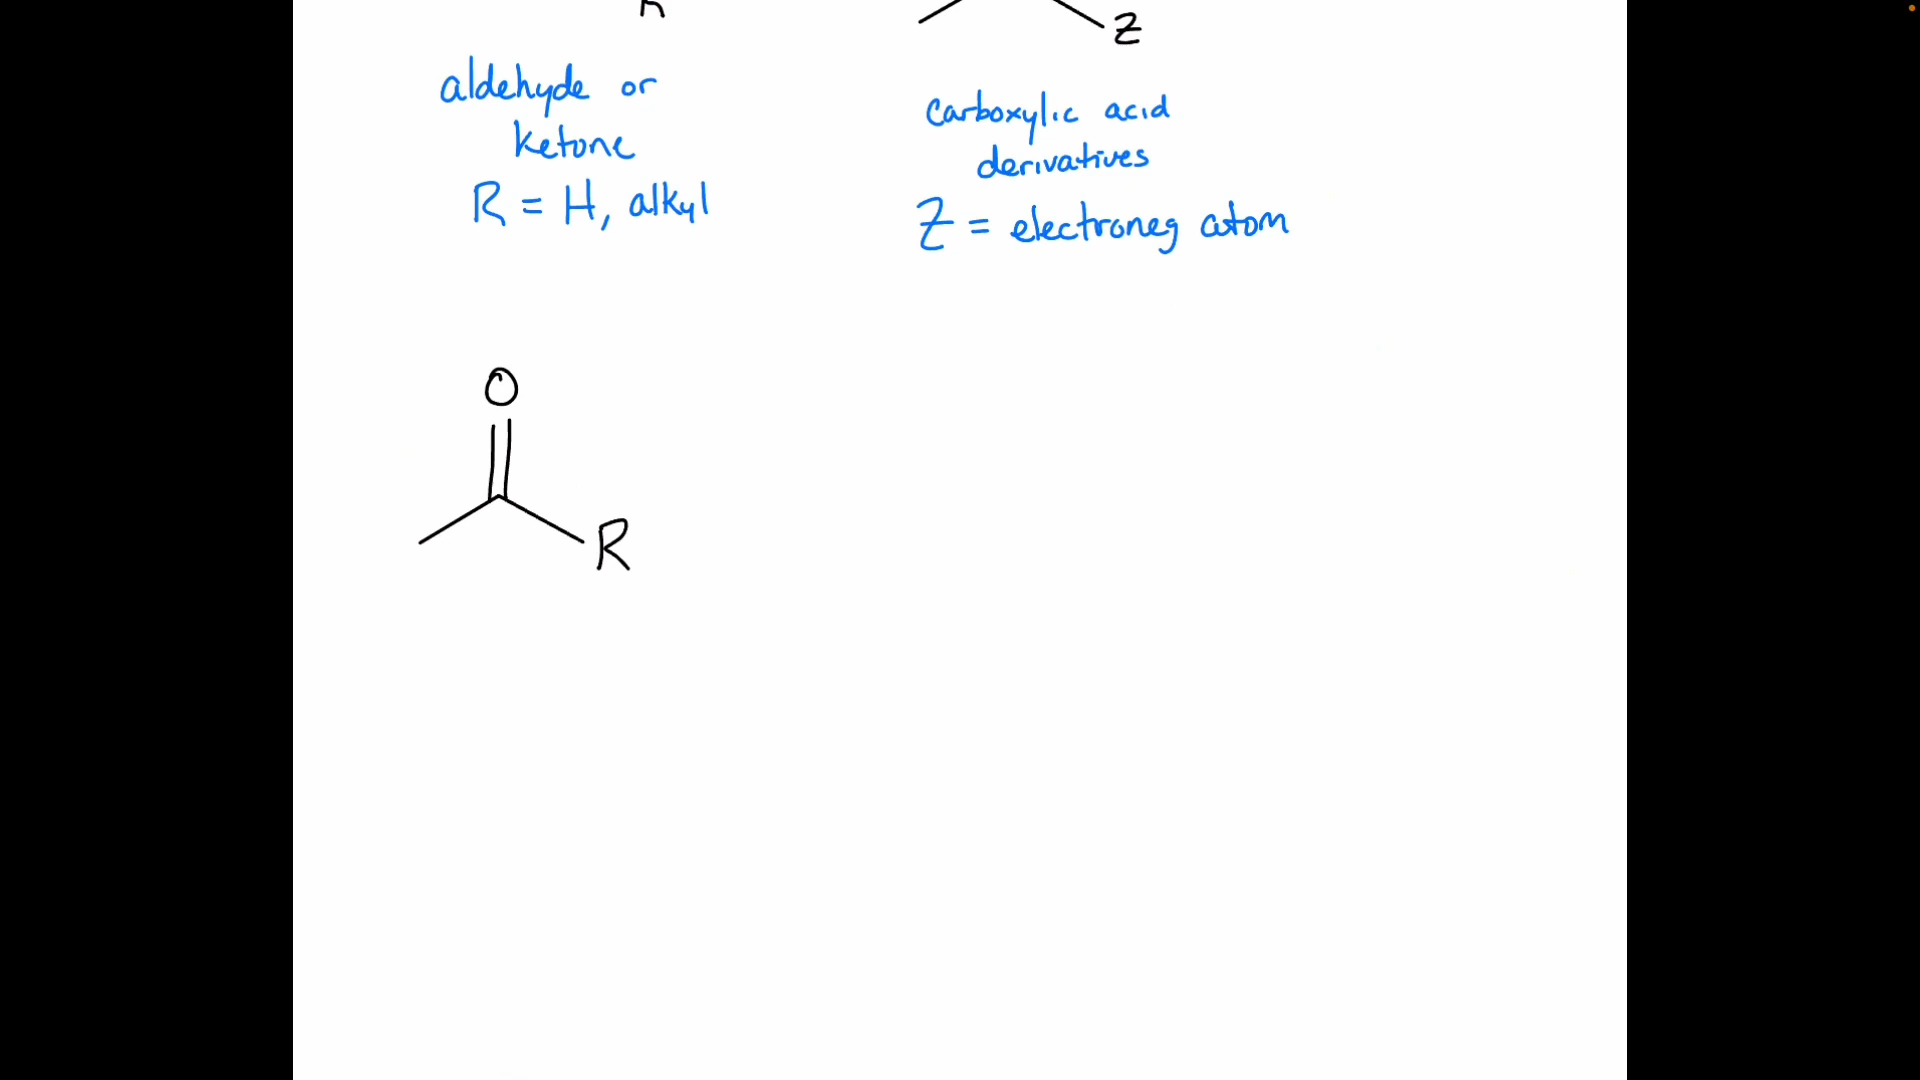 Z
aldehyde or
ketone
R = H, alkyl
carboxylic acid
derivatives
Z = electroneg atom
O
R